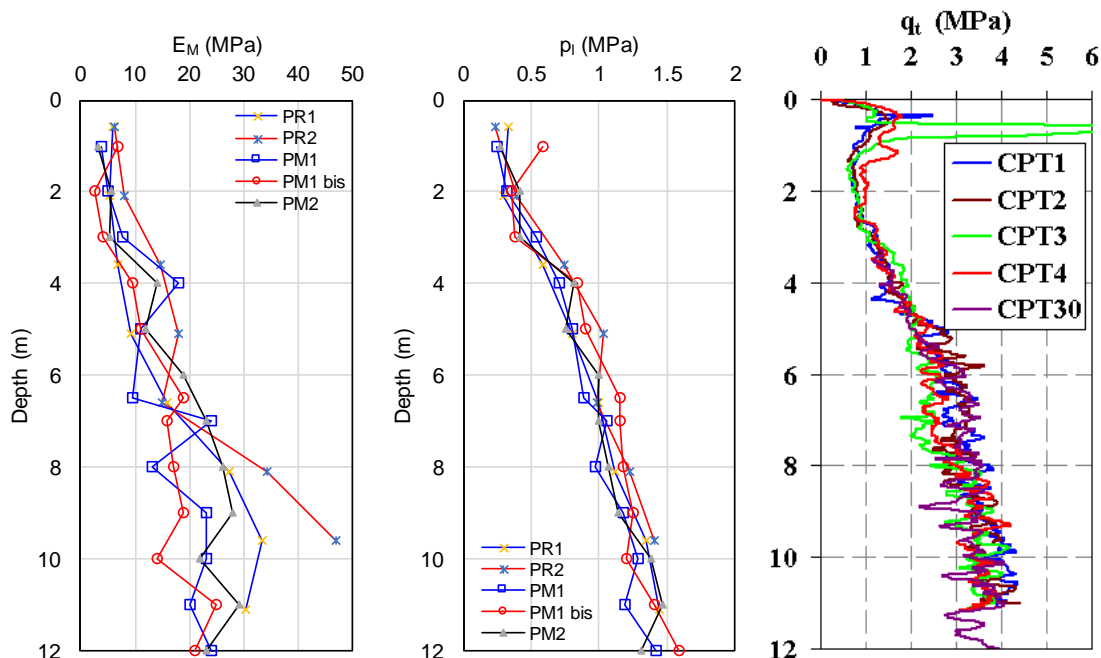 E_M (MPa)
0 10 20 30 40 50
0
2
4
6
8
10
12
Depth (m)
PR1
PR2
PM1
PM1 bis
PM2
p_l (MPa)
0 0.5 1 1.5 2
0
2
4
6
8
10
12
Depth (m)
PR1
PR2
PM1
PM1 bis
PM2
q_t (MPa)
0 1 2 3 4 5 6
0
2
4
6
8
10
12
CPT1
CPT2
CPT3
CPT4
CPT30